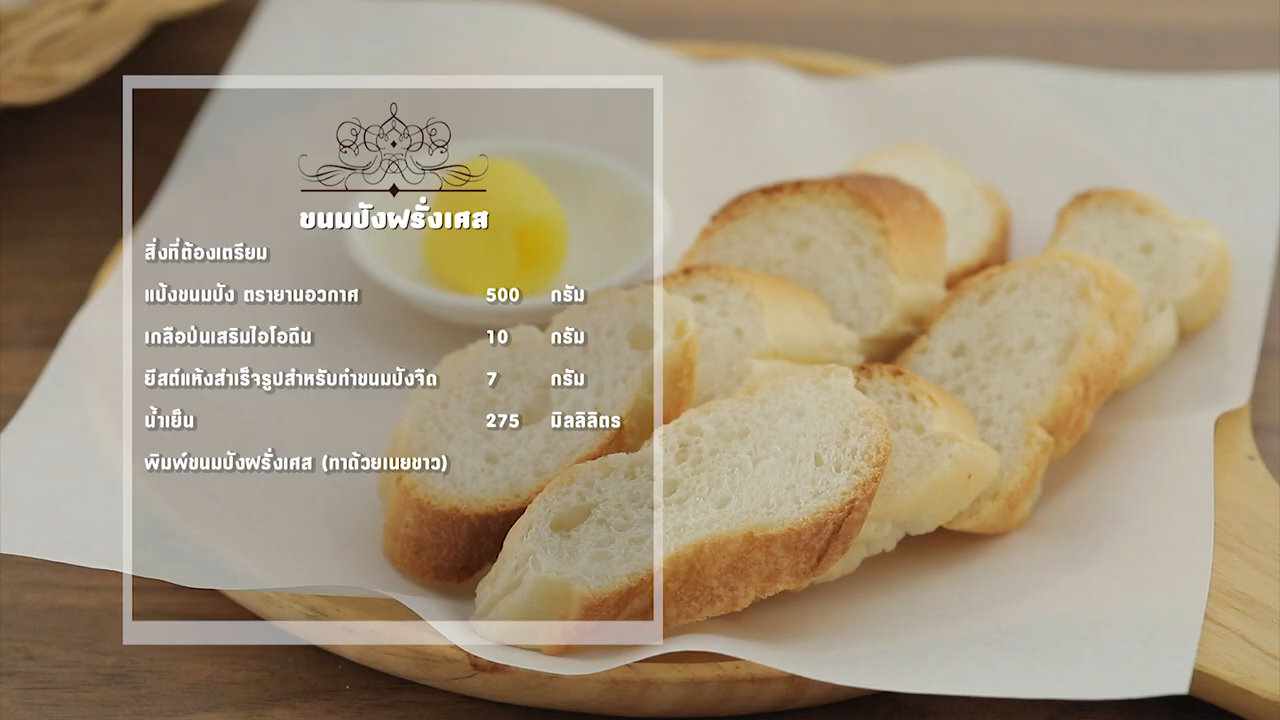 ขนมปังฝรั่งเศส
สิ่งที่ต้องเตรียม
แป้งขนมปัง ตรายานอวกาศ 500 กรัม
เกลือป่นเสริมไอโอดีน 10 กรัม
ยีสต์แห้งสำเร็จรูปสำหรับทำขนมปังจืด 7 กรัม
น้ำเย็น 275 มิลลิลิตร
พิมพ์ขนมปังฝรั่งเศส (ทาด้วยเนยขาว)